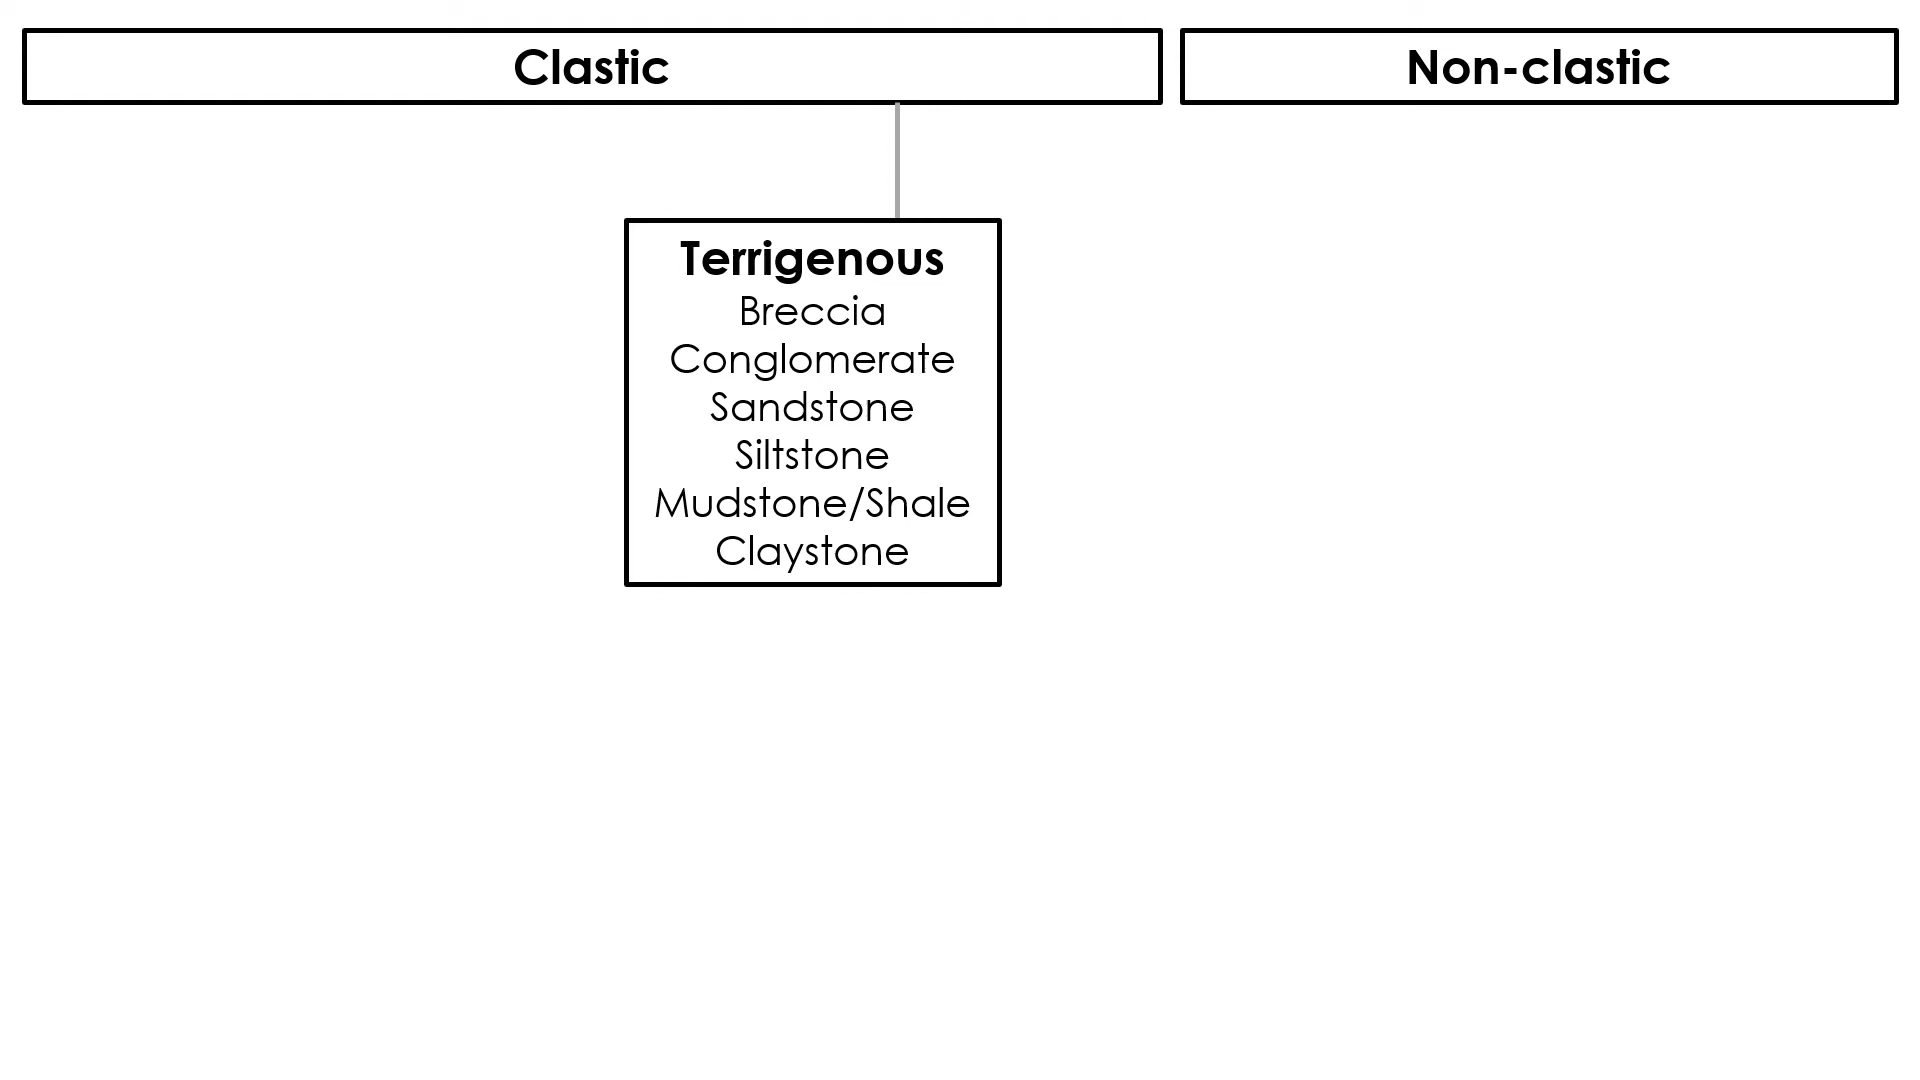 Clastic
Non-clastic
Terrigenous
Breccia
Conglomerate
Sandstone
Siltstone
Mudstone/Shale
Claystone